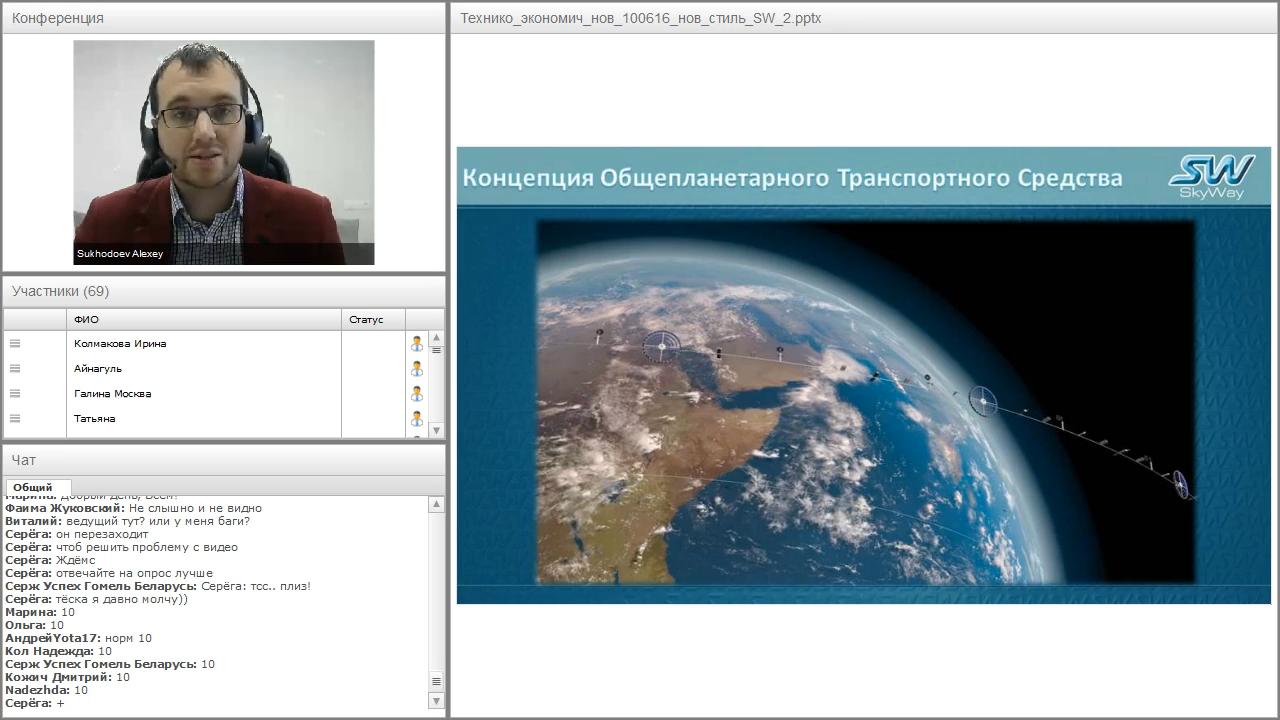 Конференция
Sukhodoev Alexey
Участники (69)
ФИО
Статус
Колмакова Ирина
Айнагуль
Галина Москва
Татьяна
Чат
Общий
Марина: Добрый день, Всем!
Фаима Жуковский: Не слышно и не видно
Виталий: ведущий тут? или у меня баги?
Серёга: он перезаходит
Серёга: чтоб решить проблему с видео
Серёга: Ждёмс
Серёга: отвечайте на опрос лучше
Серж Успех Гомель Беларусь: Серёга: тсс.. плиз!
Серёга: тёска я давно молчу))
Марина: 10
Ольга: 10
АндрейYota17: норм 10
Кол Надежда: 10
Серж Успех Гомель Беларусь: 10
Кожич Дмитрий: 10
Nadezhda: 10
Серёга: +
Технико_экономич_нов_100616_нов_стиль_SW_2.pptx
Концепция Общепланетарного Транспортного Средства
SW
SkyWay